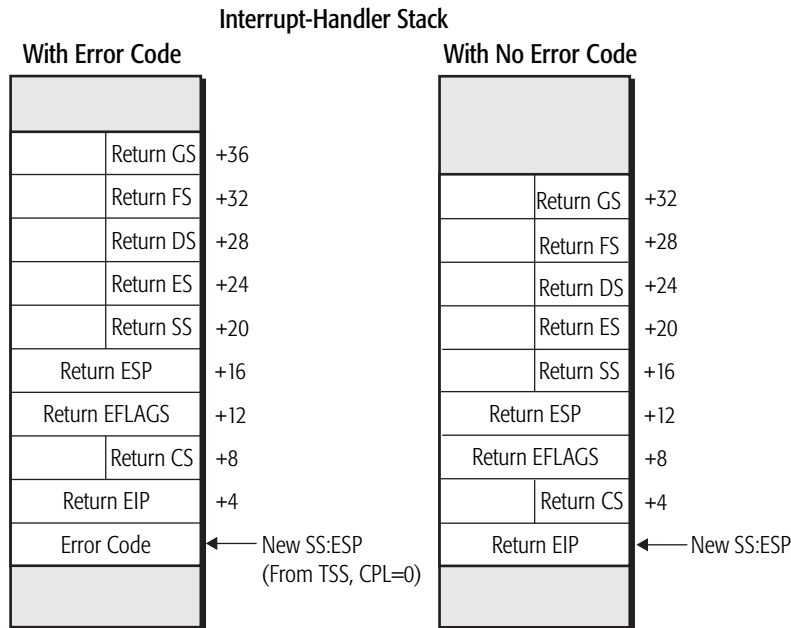 Interrupt-Handler Stack
With Error Code
Return GS +36
Return FS +32
Return DS +28
Return ES +24
Return SS +20
Return ESP +16
Return EFLAGS +12
Return CS +8
Return EIP +4
Error Code
New SS:ESP
(From TSS, CPL=0)
With No Error Code
Return GS +32
Return FS +28
Return DS +24
Return ES +20
Return SS +16
Return ESP +12
Return EFLAGS +8
Return CS +4
Return EIP
New SS:ESP